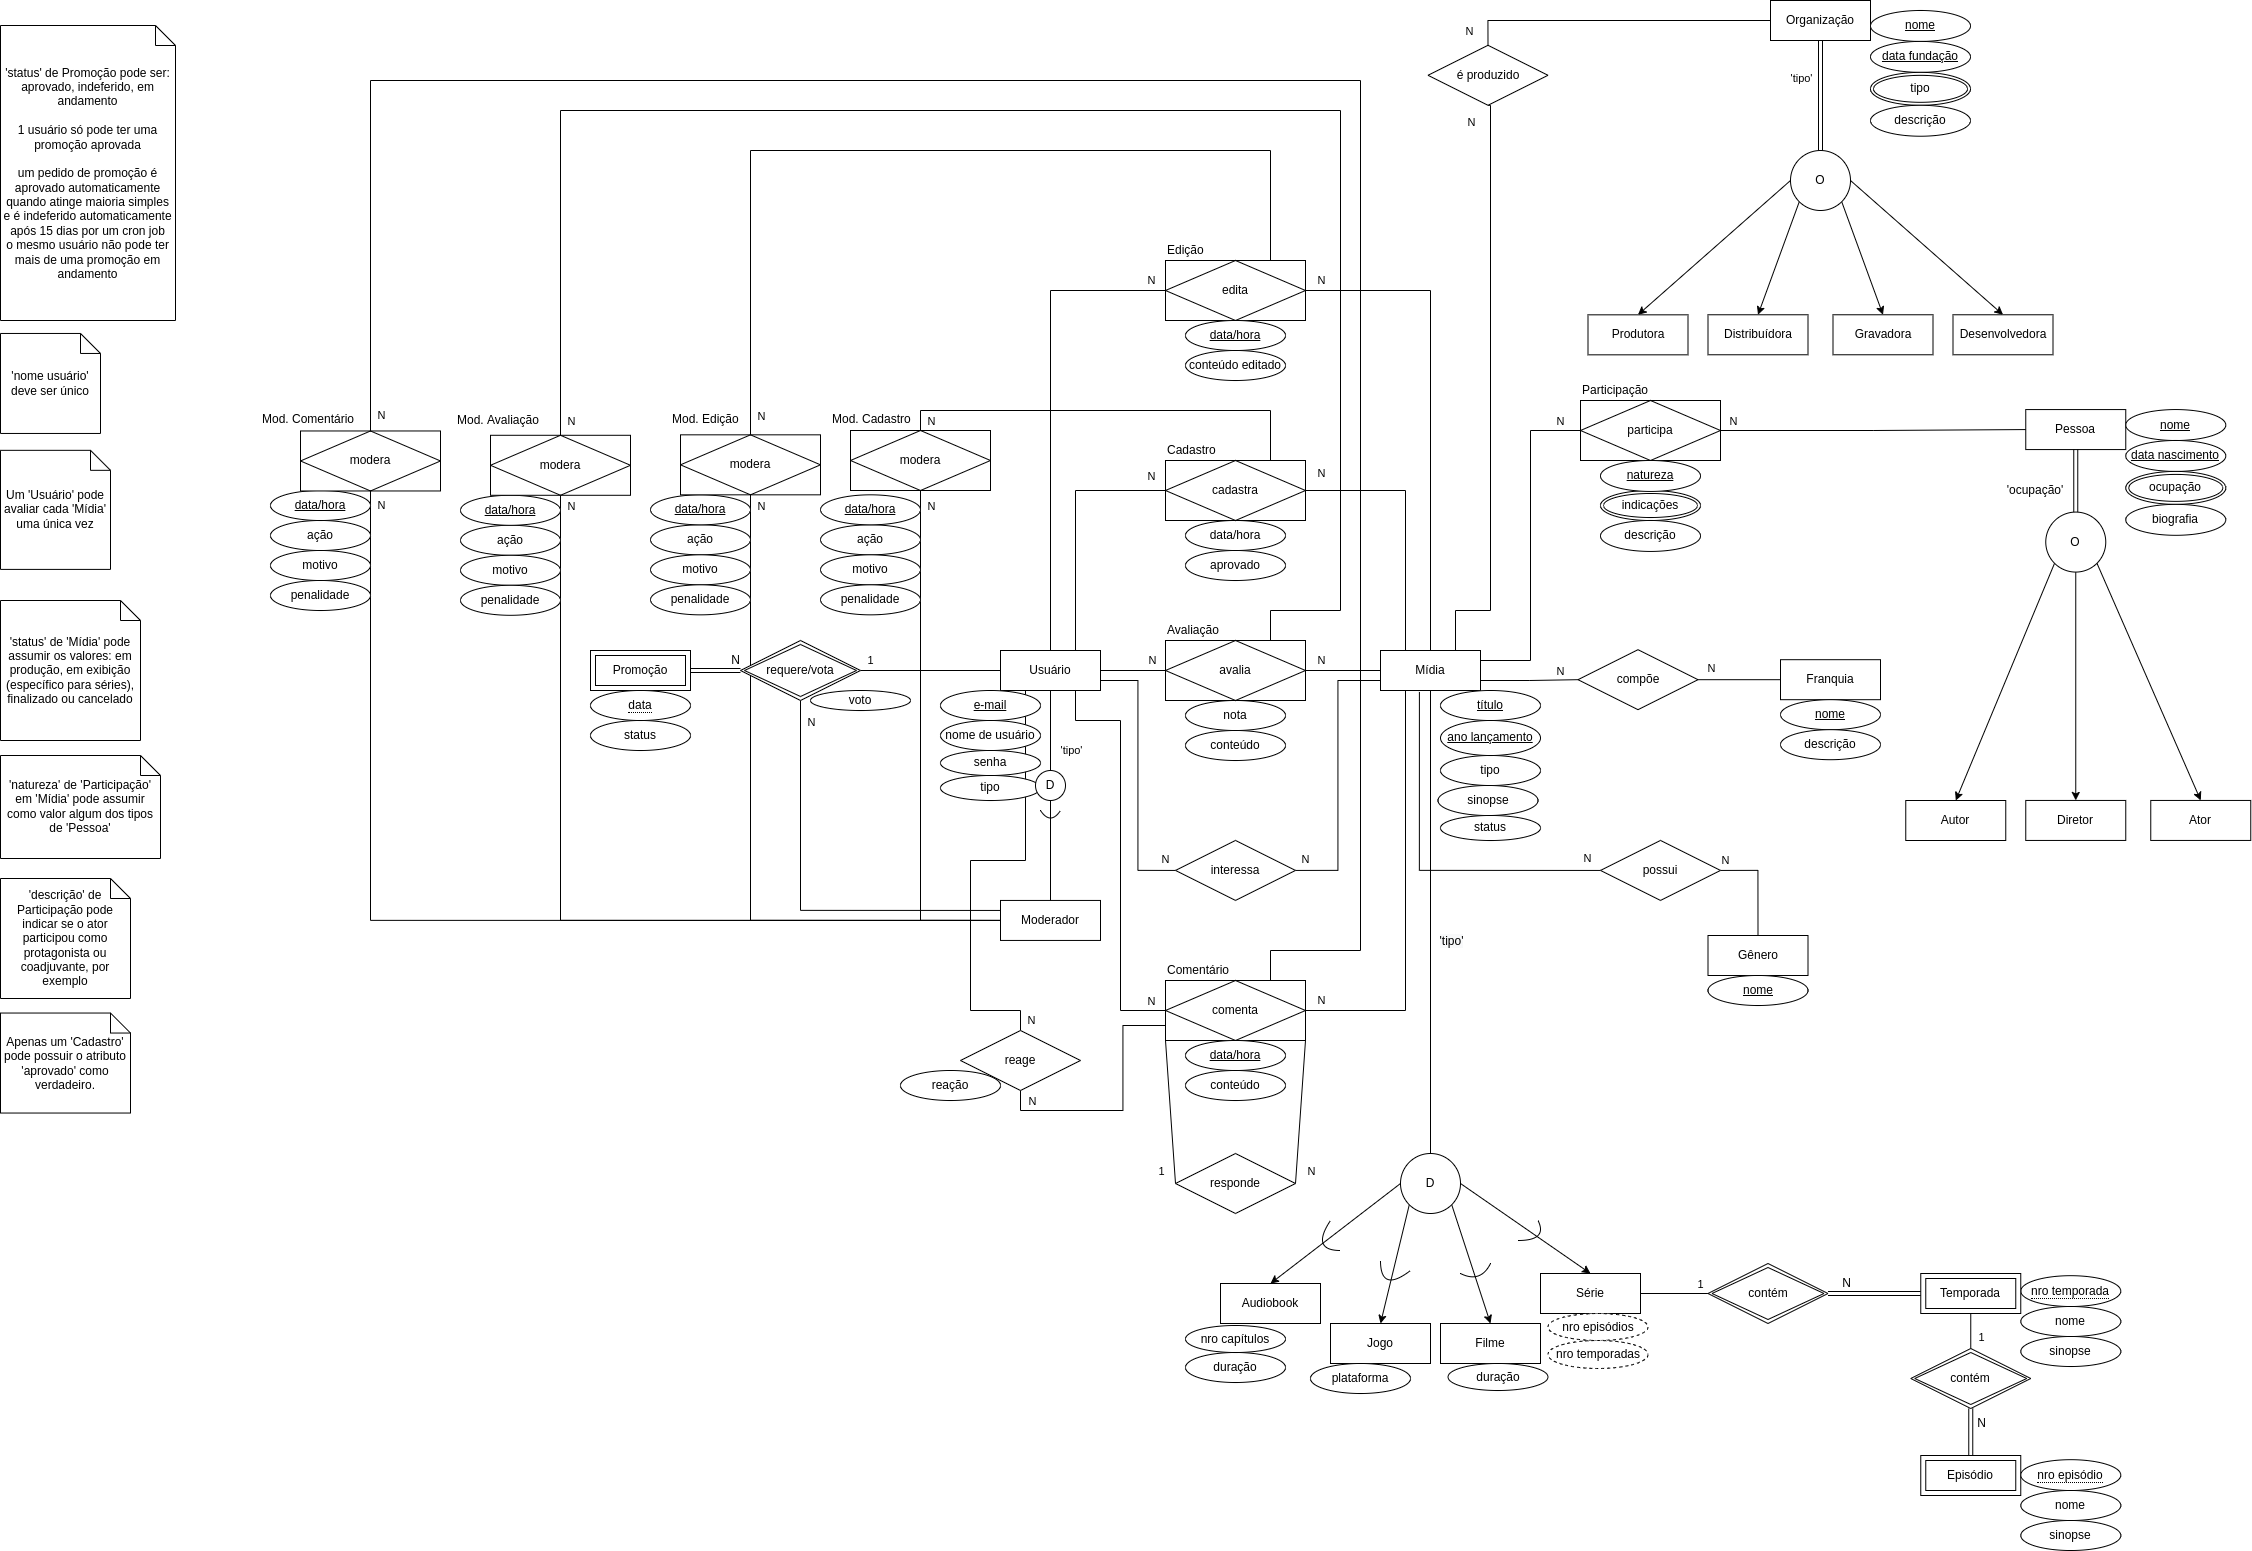 'status' de Promoção pode ser:
aprovado, indeferido, em
andamento
1 usuário só pode ter uma
promoção aprovada
um pedido de promoção é
aprovado automaticamente
quando atinge maioria simples
e é indeferido automaticamente
após 15 dias por um cron job
o mesmo usuário não pode ter
mais de uma promoção em
andamento
'nome usuário'
deve ser único
Um 'Usuário' pode
avaliar cada 'Mídia'
uma única vez
'status' de 'Mídia' pode
assumir os valores: em
produção, em exibição
(específico para séries),
finalizado ou cancelado
'natureza' de 'Participação'
em 'Mídia' pode assumir
como valor algum dos tipos
de 'Pessoa'
'descrição' de
Participação pode
indicar se o ator
participou como
protagonista ou
coadjuvante, por
exemplo
Apenas um 'Cadastro'
pode possuir o atributo
'aprovado' como
verdadeiro.
Mod. Comentário
N
modera
data/hora
N
ação
motivo
penalidade
Mod. Avaliação
N
modera
data/hora
N
ação
motivo
penalidade
Mod. Edição
N
modera
data/hora
N
ação
motivo
penalidade
Mod. Cadastro
N
modera
data/hora
N
ação
motivo
penalidade
Promoção
data
status
N
requere/vota
1
voto
N
Usuário
e-mail
nome de usuário
senha
tipo
'tipo'
D
Moderador
N
reage
reação
N
Edição
N
edita
N
data/hora
conteúdo editado
Cadastro
N
cadastra
N
data/hora
aprovado
Avaliação
N
avalia
N
nota
conteúdo
N
interessa
N
Comentário
N
comenta
N
data/hora
conteúdo
1
responde
N
Mídia
título
ano lançamento
tipo
sinopse
status
'tipo'
D
Audiobook
nro capítulos
duração
Jogo
plataforma
Filme
duração
Série
nro episódios
nro temporadas
1
contém
N
Temporada
nro temporada
nome
sinopse
1
contém
N
Episódio
nro episódio
nome
sinopse
N
é produzido
N
Organização
nome
data fundação
tipo
descrição
'tipo'
O
Produtora
Distribuídora
Gravadora
Desenvolvedora
Participação
N
participa
N
natureza
indicações
descrição
Pessoa
nome
data nascimento
ocupação
biografia
'ocupação'
O
Autor
Diretor
Ator
N
compõe
N
Franquia
nome
descrição
N
possui
N
Gênero
nome